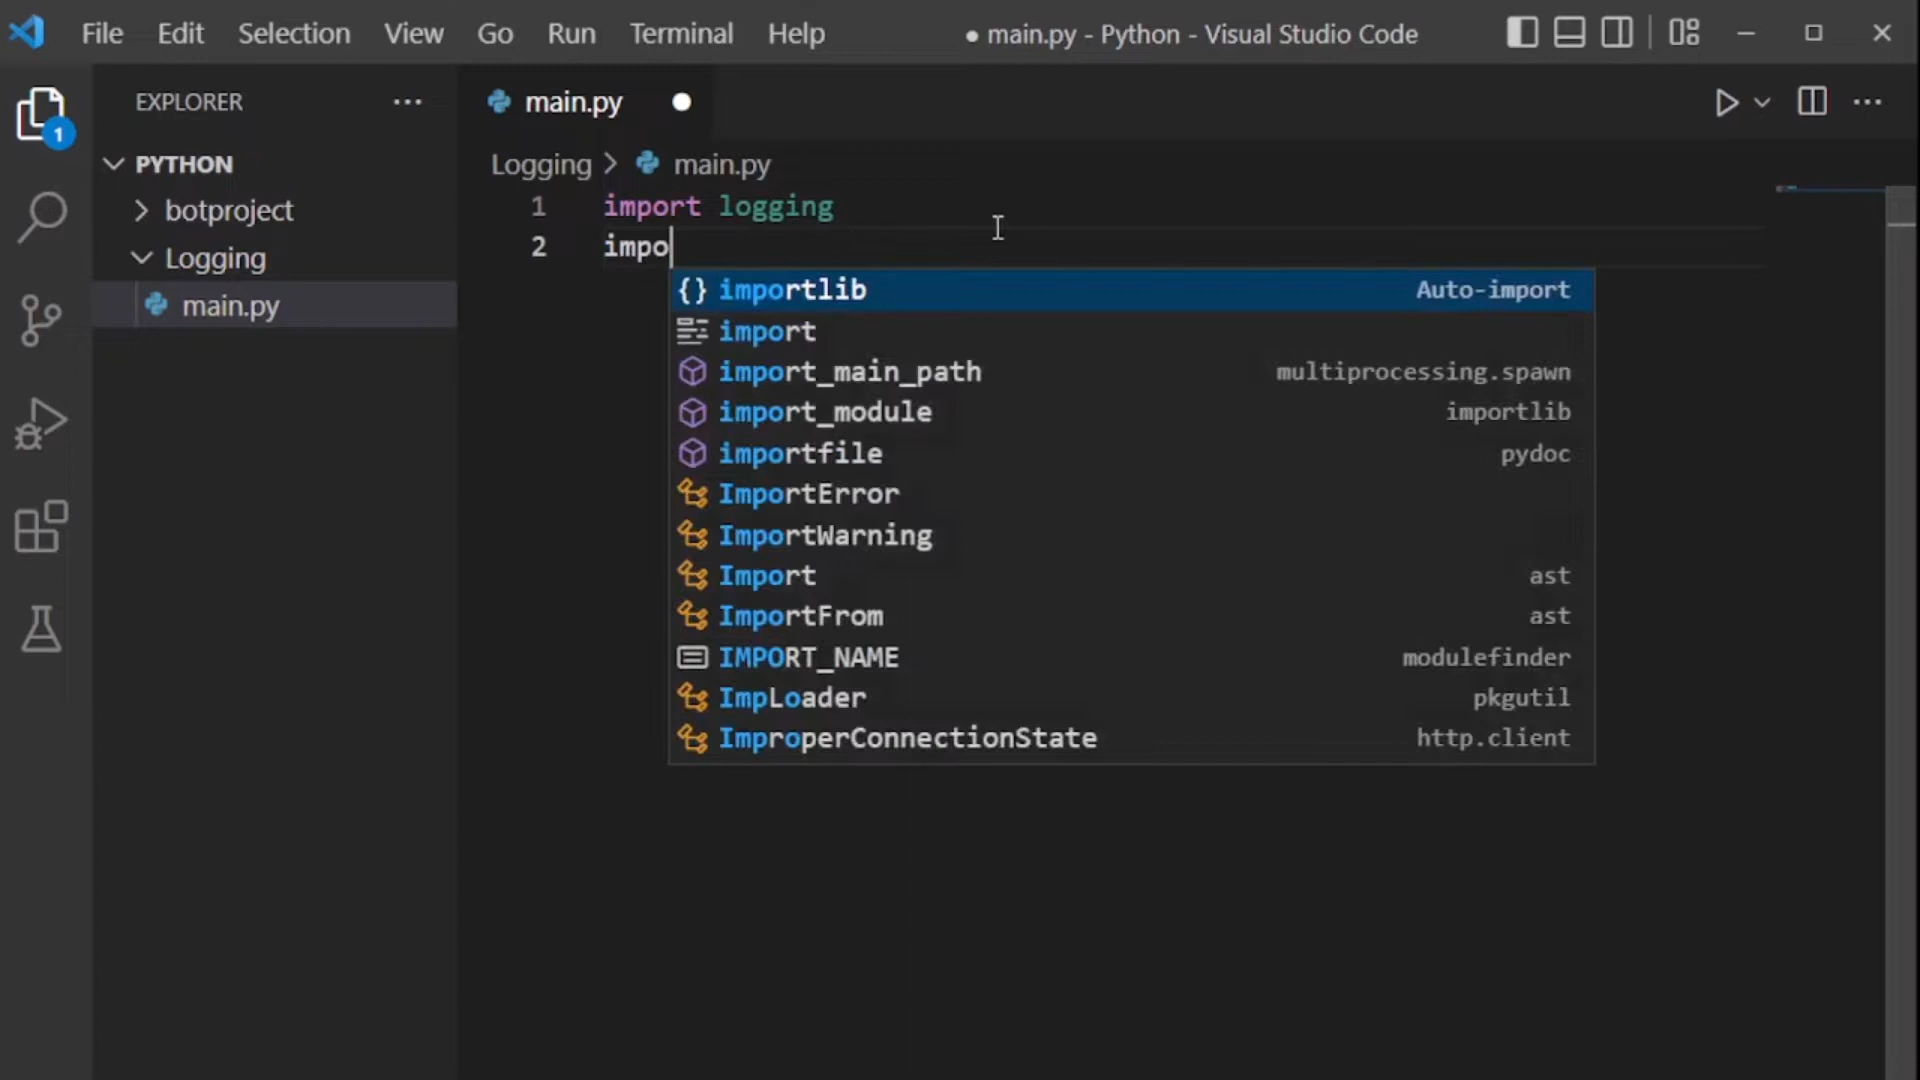 File Edit Selection View Go Run Terminal Help ● main.py - Python - Visual Studio Code
EXPLORER ···
main.py
1
PYTHON
Logging > main.py
botproject
Logging
main.py
1 import logging
2 impo
{} importlib Auto-import
import
import_main_path multiprocessing.spawn
import_module importlib
importfile pydoc
ImportError
ImportWarning
Import ast
ImportFrom ast
IMPORT_NAME modulefinder
ImpLoader pkgutil
ImproperConnectionState http.client